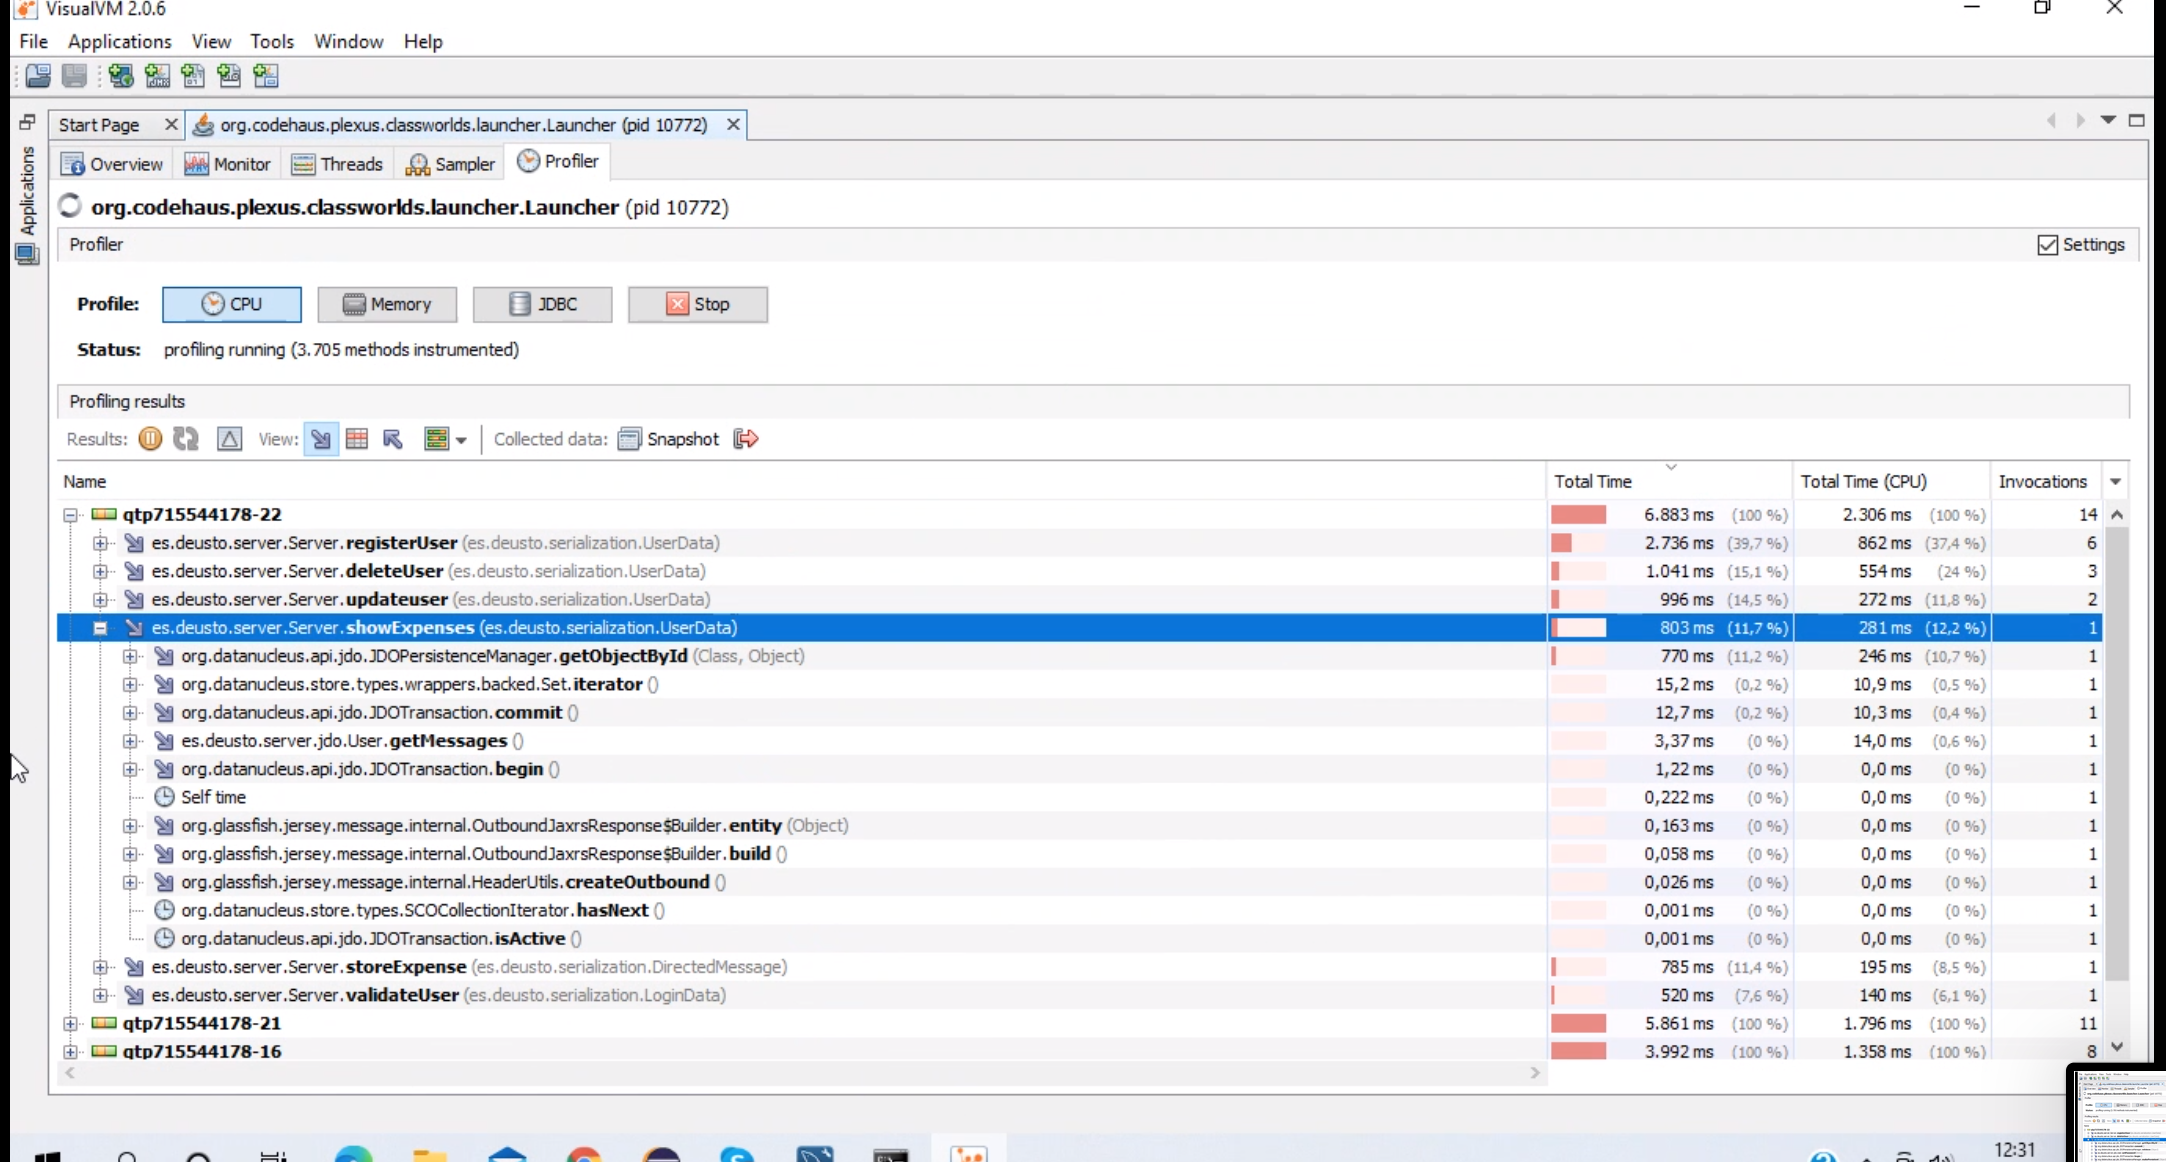 VisualVM 2.0.6
File Applications View Tools Window Help
Start Page org.codehaus.plexus.classworlds.launcher.Launcher (pid 10772)
Applications
Overview Monitor Threads Sampler Profiler
org.codehaus.plexus.classworlds.launcher.Launcher (pid 10772)
Profiler Settings
Profile: CPU Memory JDBC Stop
Status: profiling running (3.705 methods instrumented)
Profiling results
Results: View: Collected data: Snapshot
Name Total Time Total Time (CPU) Invocations
qtp715544178-22 6.883 ms (100 %) 2.306 ms (100 %) 14
es.deusto.server.Server.registerUser (es.deusto.serialization.UserData) 2.736 ms (39,7 %) 862 ms (37,4 %) 6
es.deusto.server.Server.deleteUser (es.deusto.serialization.UserData) 1.041 ms (15,1 %) 554 ms (24 %) 3
es.deusto.server.Server.updateuser (es.deusto.serialization.UserData) 996 ms (14,5 %) 272 ms (11,8 %) 2
es.deusto.server.Server.showExpenses (es.deusto.serialization.UserData) 803 ms (11,7 %) 281 ms (12,2 %) 1
org.datanucleus.api.jdo.JDOPersistenceManager.getObjectById (Class, Object) 770 ms (11,2 %) 246 ms (10,7 %) 1
org.datanucleus.store.types.wrappers.backed.Set.iterator () 15,2 ms (0,2 %) 10,9 ms (0,5 %) 1
org.datanucleus.api.jdo.JDOTransaction.commit () 12,7 ms (0,2 %) 10,3 ms (0,4 %) 1
es.deusto.server.jdo.User.getMessages () 3,37 ms (0 %) 14,0 ms (0,6 %) 1
org.datanucleus.api.jdo.JDOTransaction.begin () 1,22 ms (0 %) 0,0 ms (0 %) 1
Self time 0,222 ms (0 %) 0,0 ms (0 %) 1
org.glassfish.jersey.message.internal.OutboundJaxrsResponse$Builder.entity (Object) 0,163 ms (0 %) 0,0 ms (0 %) 1
org.glassfish.jersey.message.internal.OutboundJaxrsResponse$Builder.build () 0,058 ms (0 %) 0,0 ms (0 %) 1
org.glassfish.jersey.message.internal.HeaderUtils.createOutbound () 0,026 ms (0 %) 0,0 ms (0 %) 1
org.datanucleus.store.types.SCOCollectionIterator.hasNext () 0,001 ms (0 %) 0,0 ms (0 %) 1
org.datanucleus.api.jdo.JDOTransaction.isActive () 0,001 ms (0 %) 0,0 ms (0 %) 1
es.deusto.server.Server.storeExpense (es.deusto.serialization.DirectedMessage) 785 ms (11,4 %) 195 ms (8,5 %) 1
es.deusto.server.Server.validateUser (es.deusto.serialization.LoginData) 520 ms (7,6 %) 140 ms (6,1 %) 1
qtp715544178-21 5.861 ms (100 %) 1.796 ms (100 %) 11
qtp715544178-16 3.992 ms (100 %) 1.358 ms (100 %) 8
12:31